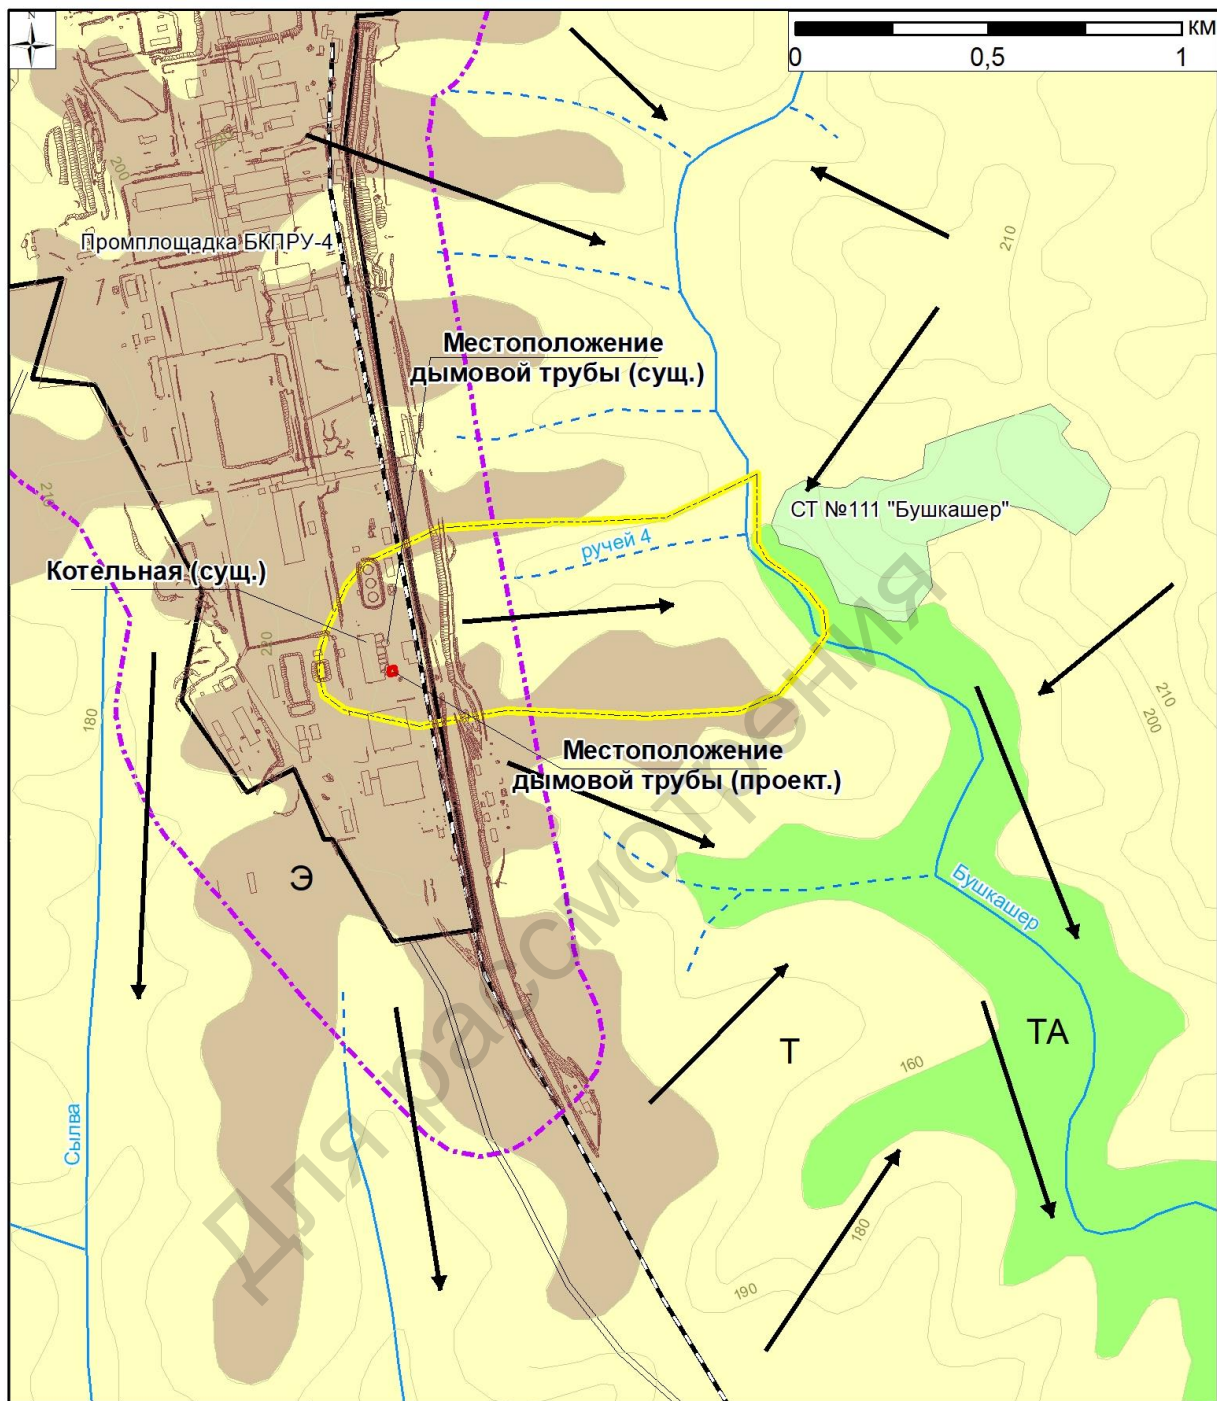 N
км
0 0,5 1
200
210
Промплощадка БКПРУ-4
210
Местоположение
дымовой трубы (сущ.)
210
СТ №111 "Бушкашер"
ручей 4
Котельная (сущ.)
220
180
210
200
Местоположение
дымовой трубы (проект.)
Э
Бушкашер
Т
ТА
160
Сылва
180
190
Для рассмотрения